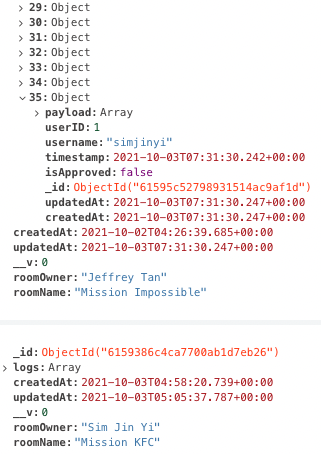 29: Object
30: Object
31: Object
32: Object
33: Object
34: Object
35: Object
payload: Array
userID: 1
username: "simjinyi"
timestamp: 2021-10-03T07:31:30.242+00:00
isApproved: false
_id: ObjectId("61595c52798931514ac9af1d")
updatedAt: 2021-10-03T07:31:30.247+00:00
createdAt: 2021-10-03T07:31:30.247+00:00
createdAt: 2021-10-02T04:26:39.685+00:00
updatedAt: 2021-10-03T07:31:30.247+00:00
__v: 0
roomOwner: "Jeffrey Tan"
roomName: "Mission Impossible"
_id: ObjectId("6159386c4ca7700ab1d7eb26")
logs: Array
createdAt: 2021-10-03T04:58:20.739+00:00
updatedAt: 2021-10-03T05:05:37.787+00:00
__v: 0
roomOwner: "Sim Jin Yi"
roomName: "Mission KFC"